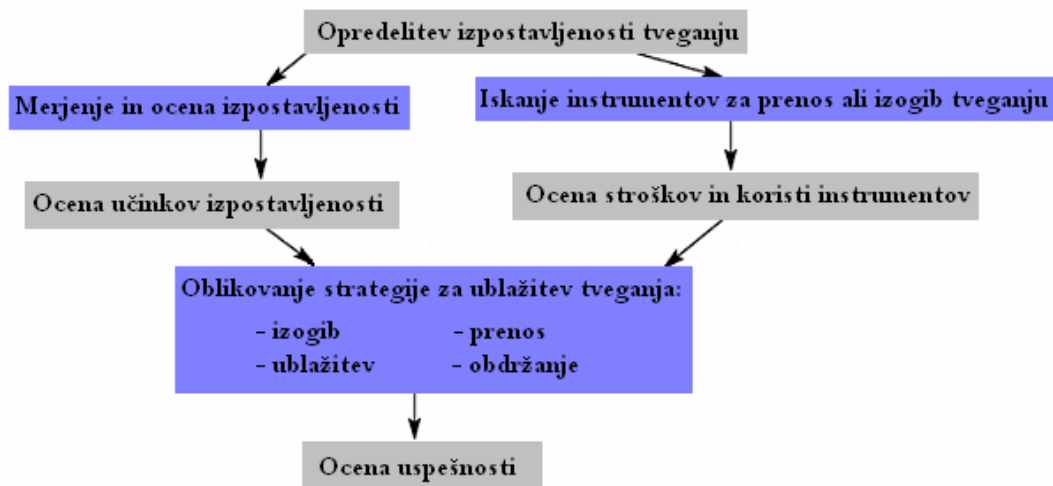 Opredelitev izpostavljenosti tveganju
Merjenje in ocena izpostavljenosti
Iskanje instrumentov za prenos ali izogib tveganju
Ocena učinkov izpostavljenosti
Ocena stroškov in koristi instrumentov
Oblikovanje strategije za ublažitev tveganja:
- izogib - prenos
- ublažitev - obdržanje
Ocena uspešnosti